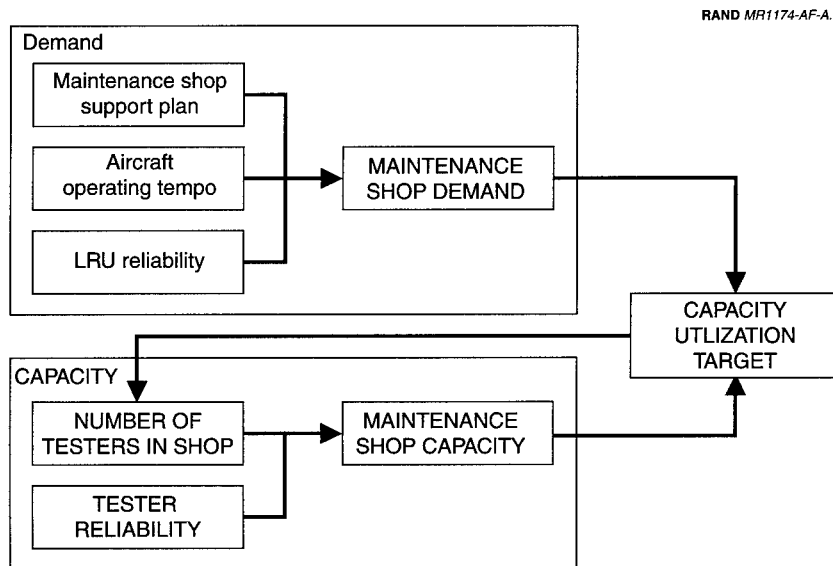 RAND MR1174-AF-A.
Demand
Maintenance shop
support plan
Aircraft
operating tempo
LRU reliability
MAINTENANCE
SHOP DEMAND
CAPACITY
UTLIZATION
TARGET
CAPACITY
NUMBER OF
TESTERS IN SHOP
TESTER
RELIABILITY
MAINTENANCE
SHOP CAPACITY